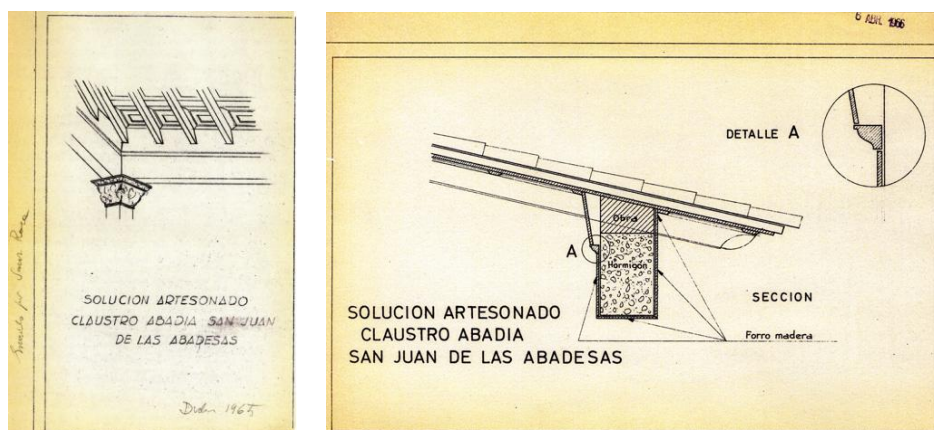 SOLUCION ARTESONADO
CLAUSTRO ABADIA SAN JUAN
DE LAS ABADESAS
1965
6 ABR. 1966
DETALLE A
Obra
A
Hormigón
SECCION
Forro madera
SOLUCION ARTESONADO
CLAUSTRO ABADIA
SAN JUAN DE LAS ABADESAS